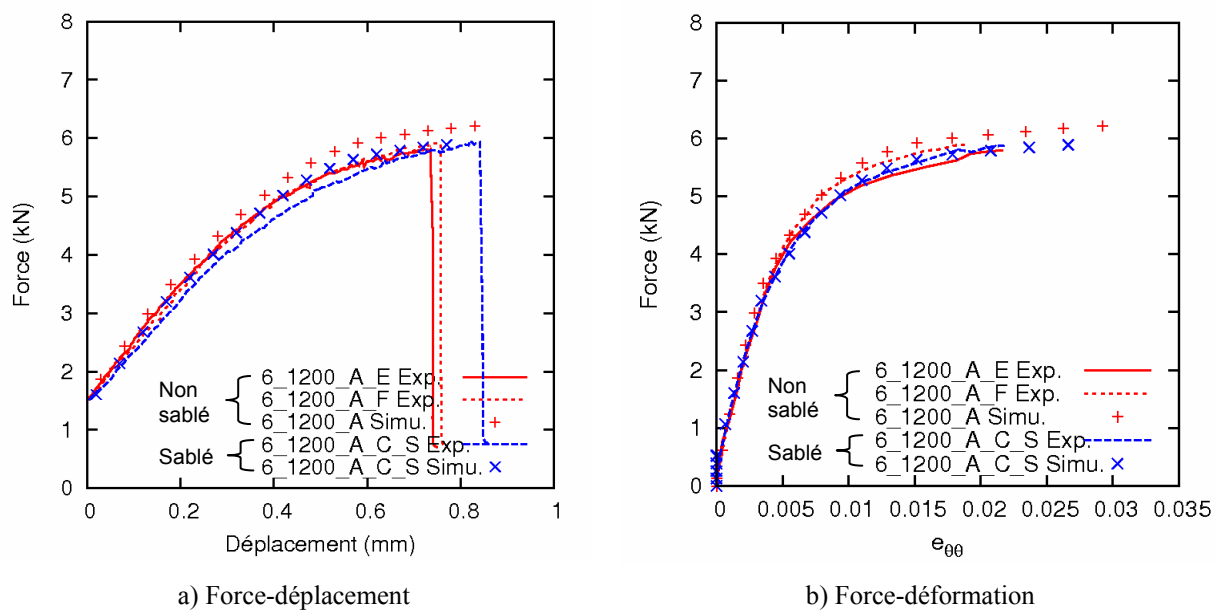 8
7
6
5
4
3
2
1
0
Force (kN)
Non
sablé
Sablé
6_1200_A_E Exp.
6_1200_A_F Exp.
6_1200_A Simu.
6_1200_A_C_S Exp.
6_1200_A_C_S Simu.
0 0.2 0.4 0.6 0.8 1
Déplacement (mm)
a) Force-déplacement
8
7
6
5
4
3
2
1
0
Force (kN)
Non
sablé
Sablé
6_1200_A_E Exp.
6_1200_A_F Exp.
6_1200_A Simu.
6_1200_A_C_S Exp.
6_1200_A_C_S Simu.
0 0.005 0.01 0.015 0.02 0.025 0.03 0.035
eθθ
b) Force-déformation